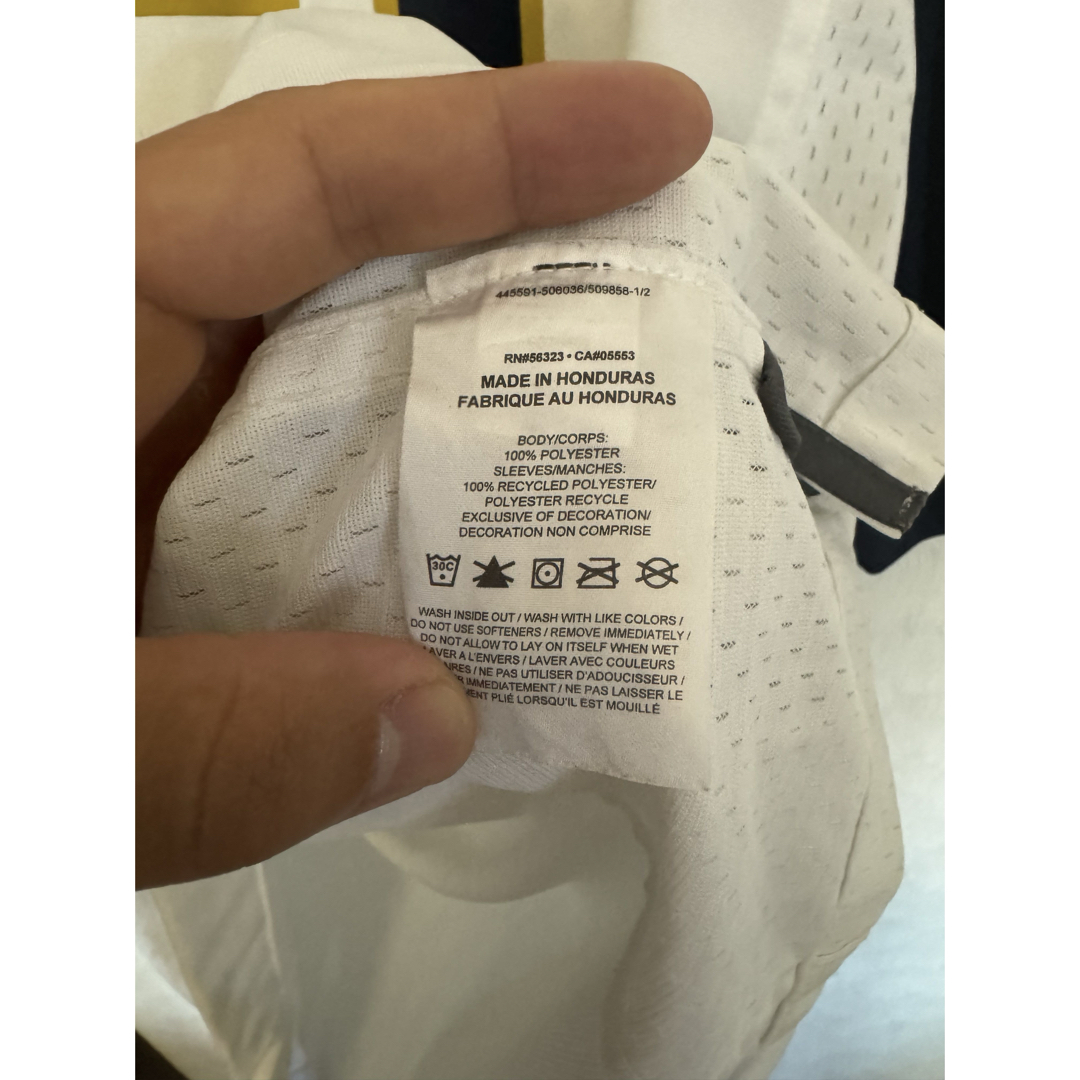 445591-506036/509858-1/2
RN#56323 • CA#05553
MADE IN HONDURAS
FABRIQUE AU HONDURAS
BODY/CORPS:
100% POLYESTER
SLEEVES/MANCHES:
100% RECYCLED POLYESTER/
POLYESTER RECYCLE
EXCLUSIVE OF DECORATION/
DECORATION NON COMPRISE
30C
WASH INSIDE OUT / WASH WITH LIKE COLORS /
DO NOT USE SOFTENERS / REMOVE IMMEDIATELY /
DO NOT ALLOW TO LAY ON ITSELF WHEN WET
AVER A L'ENVERS / LAVER AVEC COULEURS
/ NE PAS UTILISER D'ADOUCISSEUR /
IMMEDIATEMENT / NE PAS LAISSER LE
PLIÉ LORSQU'IL EST MOUILLÉ